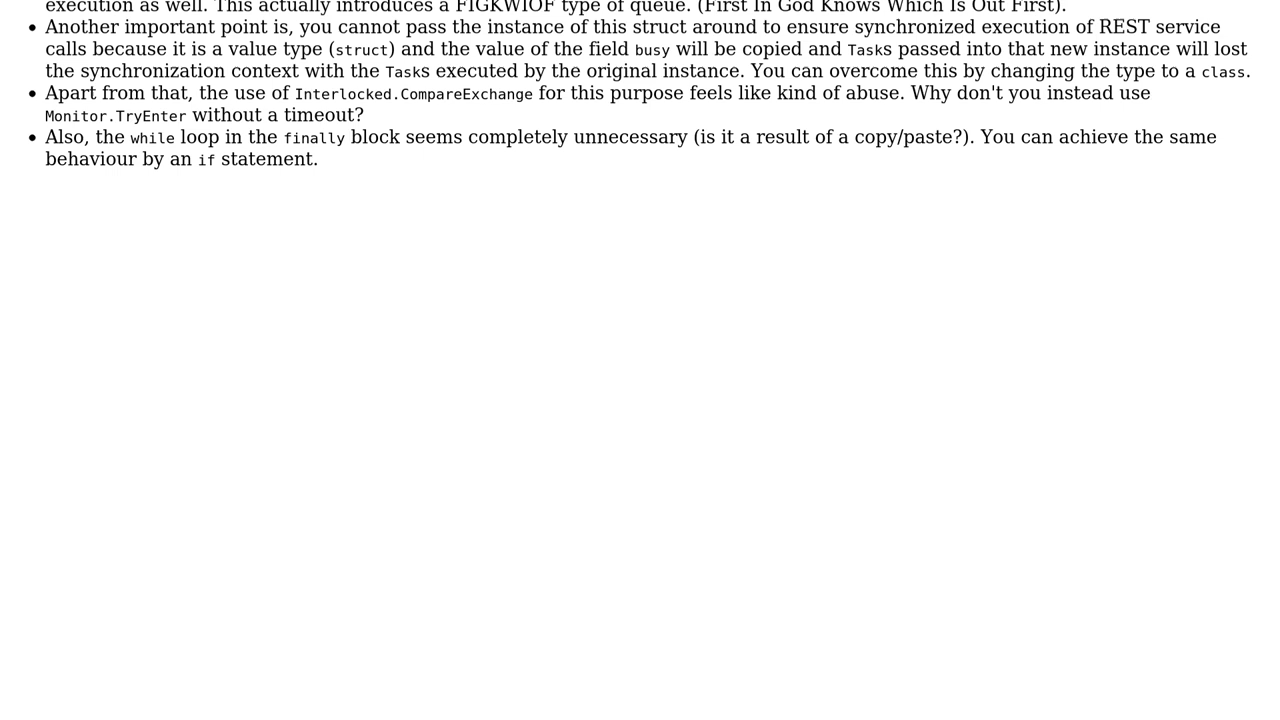 execution as well. This actually introduces a FIGKWIOF type of queue. (First In God Knows Which Is Out First).
• Another important point is, you cannot pass the instance of this struct around to ensure synchronized execution of REST service
calls because it is a value type (struct) and the value of the field busy will be copied and Tasks passed into that new instance will lost
the synchronization context with the Tasks executed by the original instance. You can overcome this by changing the type to a class.
• Apart from that, the use of Interlocked.CompareExchange for this purpose feels like kind of abuse. Why don't you instead use
Monitor.TryEnter without a timeout?
• Also, the while loop in the finally block seems completely unnecessary (is it a result of a copy/paste?). You can achieve the same
behaviour by an if statement.